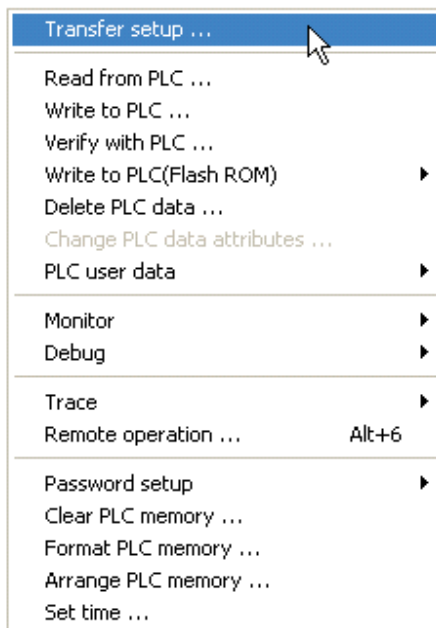 Transfer setup ...
Read from PLC ...
Write to PLC ...
Verify with PLC ...
Write to PLC(Flash ROM)
Delete PLC data ...
Change PLC data attributes ...
PLC user data
Monitor
Debug
Trace
Remote operation ... Alt+6
Password setup
Clear PLC memory ...
Format PLC memory ...
Arrange PLC memory ...
Set time ...